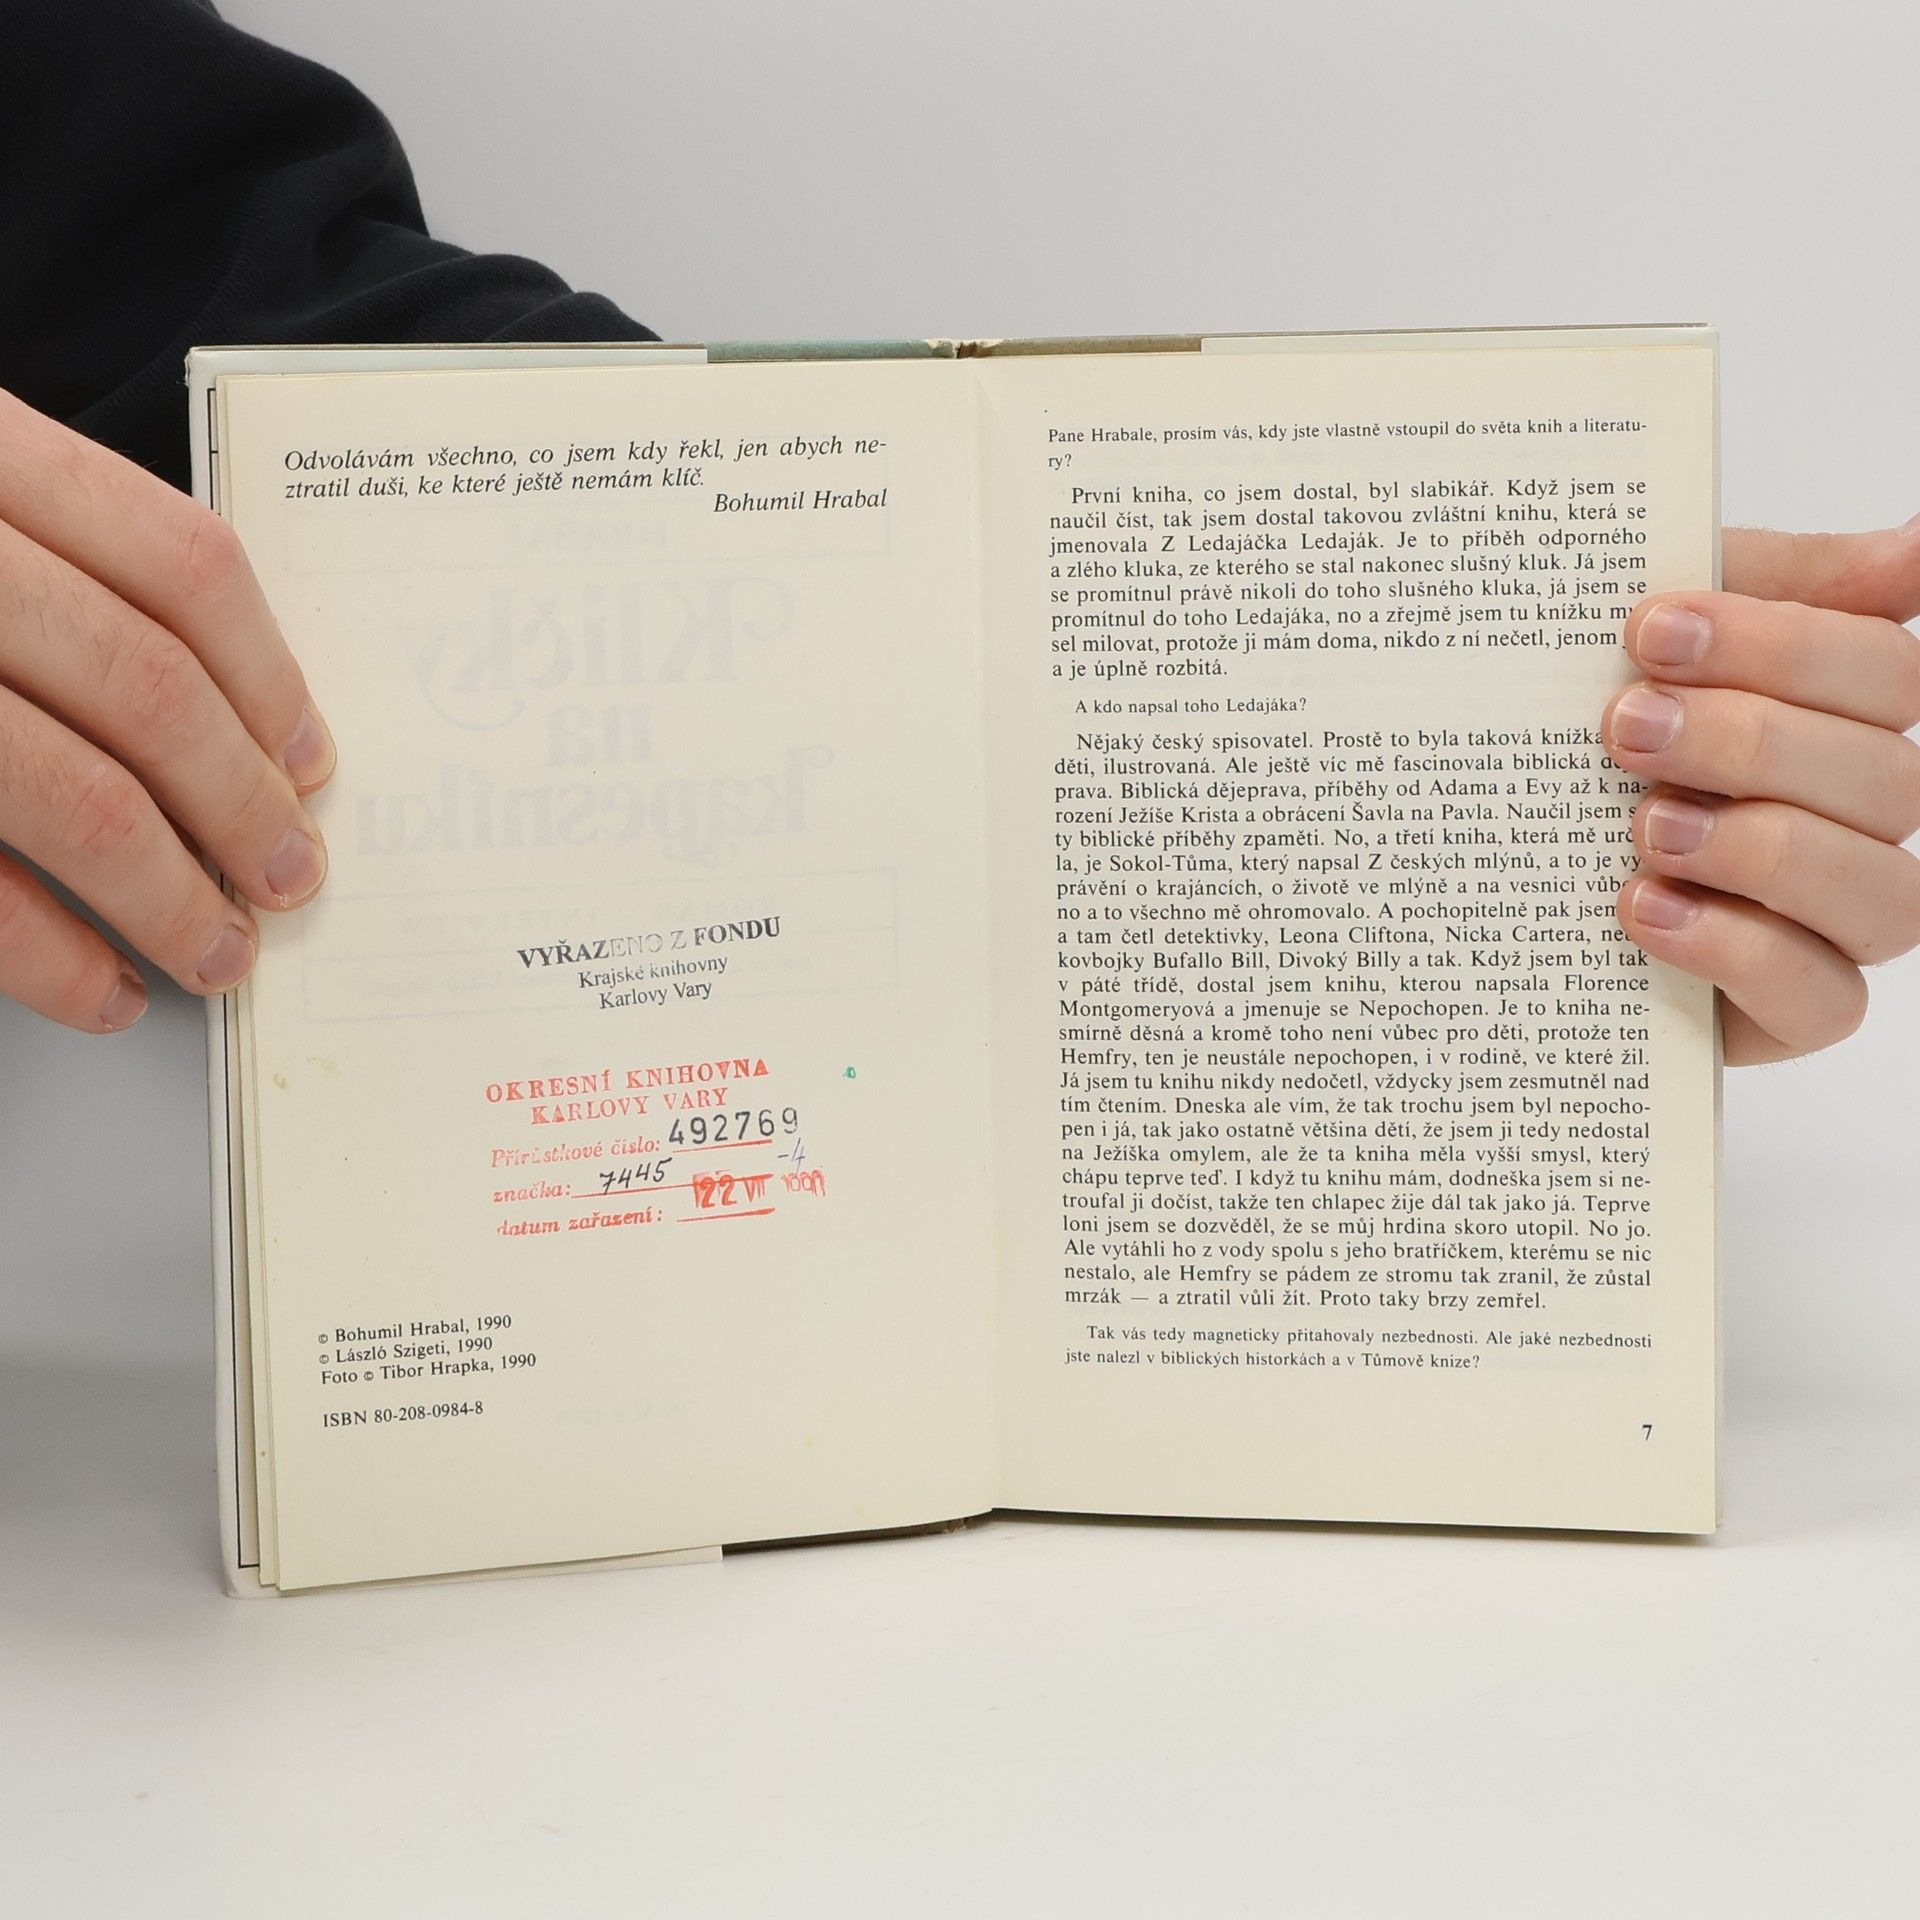 Odvolávám všechno, co jsem kdy řekl, jen abych ne-
ztratil duši, ke které ještě nemám klíč.
Bohumil Hrabal
VYŘAZENO Z FONDU
Krajské knihovny
Karlovy Vary
OKRESNÍ KNIHOVNA
KARLOVY VARY
Přírůstkové číslo: 492769
-4
značka: 7445
22 VII
datum zařazení:
© Bohumil Hrabal, 1990
© László Szigeti, 1990
Foto © Tibor Hrapka, 1990
ISBN 80-208-0984-8
Pane Hrabale, prosím vás, kdy jste vlastně vstoupil do světa knih a literatu-
ry?
První kniha, co jsem dostal, byl slabikář. Když jsem se
naučil číst, tak jsem dostal takovou zvláštní knihu, která se
jmenovala Z Ledajáčka Ledaják. Je to příběh odporného
a zlého kluka, ze kterého se stal nakonec slušný kluk. Já jsem
se promítnul právě nikoli do toho slušného kluka, já jsem se
promítnul do toho Ledajáka, no a zřejmě jsem tu knížku
sel milovat, protože ji mám doma, nikdo z ní nečetl, jenom
a je úplně rozbitá.
A kdo napsal toho Ledajáka?
Nějaký český spisovatel. Prostě to byla taková knížka
děti, ilustrovaná. Ale ještě víc mě fascinovala biblická
prava. Biblická dějeprava, příběhy od Adama a Evy až k na-
rození Ježíše Krista a obrácení Šavla na Pavla. Naučil jsem
ty biblické příběhy zpaměti. No, a třetí kniha, která mě
la, je Sokol-Tůma, který napsal Z českých mlýnů, a to je vy-
právění o krajáncích, o životě ve mlýně a na vesnici
no a to všechno mě ohromovalo. A pochopitelně pak jsem
a tam četl detektivky, Leona Cliftona, Nicka Cartera,
kovbojky Bufallo Bill, Divoký Billy a tak. Když jsem byl tak
v páté třídě, dostal jsem knihu, kterou napsala Florence
Montgomeryová a jmenuje se Nepochopen. Je to kniha ne-
smírně děsná a kromě toho není vůbec pro děti, protože ten
Hemfry, ten je neustále nepochopen, i v rodině, ve které žil.
Já jsem tu knihu nikdy nedočetl, vždycky jsem zesmutněl nad
tím čtením. Dneska ale vím, že tak trochu jsem byl nepocho-
pen i já, tak jako ostatně většina dětí, že jsem ji tedy nedostal
na Ježíška omylem, ale že ta kniha měla vyšší smysl, který
chápu teprve teď. I když tu knihu mám, dodneška jsem si ne-
troufal ji dočíst, takže ten chlapec žije dál tak jako já. Teprve
loni jsem se dozvěděl, že se můj hrdina skoro utopil. No jo.
Ale vytáhli ho z vody spolu s jeho bratříčkem, kterému se nic
nestalo, ale Hemfry se pádem ze stromu tak zranil, že zůstal
mrzák — a ztratil vůli žít. Proto taky brzy zemřel.
Tak vás tedy magneticky přitahovaly nezbednosti. Ale jaké nezbednosti
jste nalezl v biblických historkách a v Tůmově knize?
7